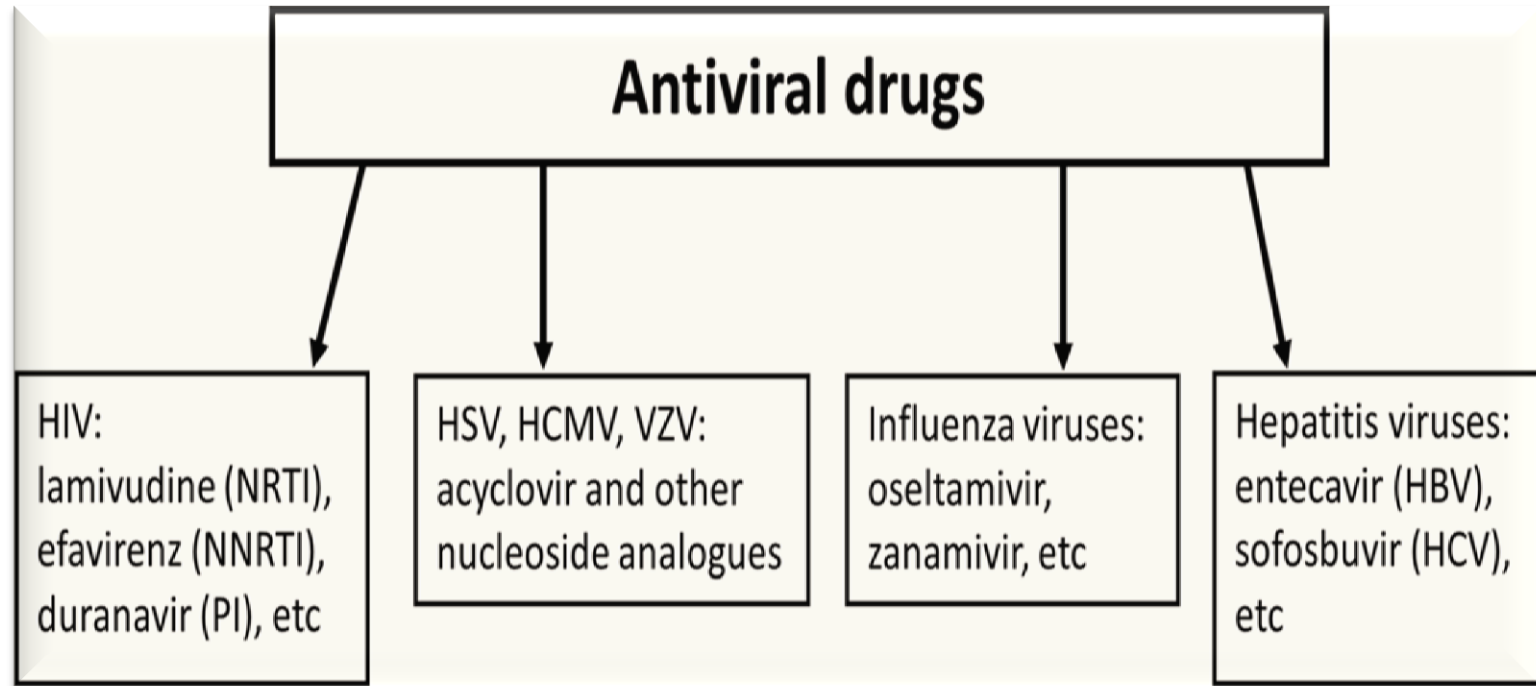 Antiviral drugs
HIV:
lamivudine (NRTI),
efavirenz (NNRTI),
duranavir (PI), etc
HSV, HCMV, VZV:
acyclovir and other
nucleoside analogues
Influenza viruses:
oseltamivir,
zanamivir, etc
Hepatitis viruses:
entecavir (HBV),
sofosbuvir (HCV),
etc